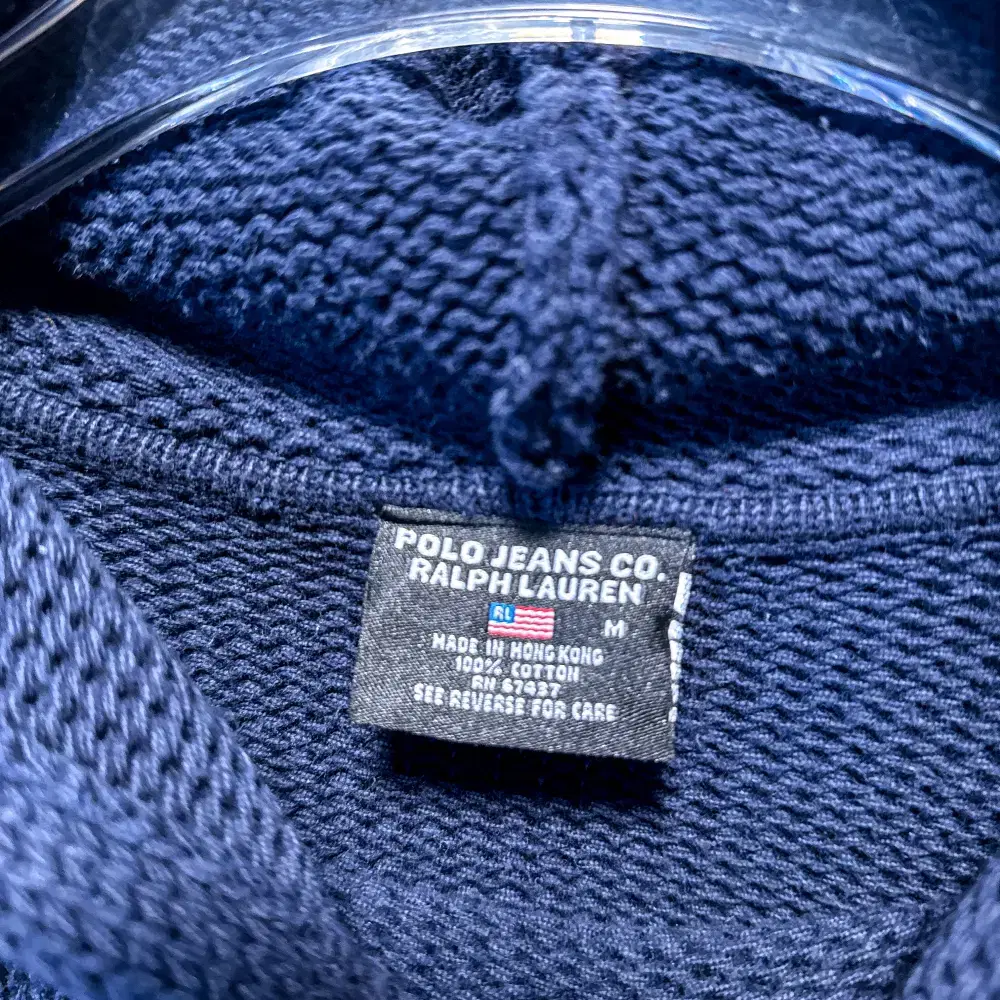 POLO JEANS CO.
RALPH LAUREN
RL
M
MADE IN HONG KONG
100% COTTON
RN 67437
SEE REVERSE FOR CARE